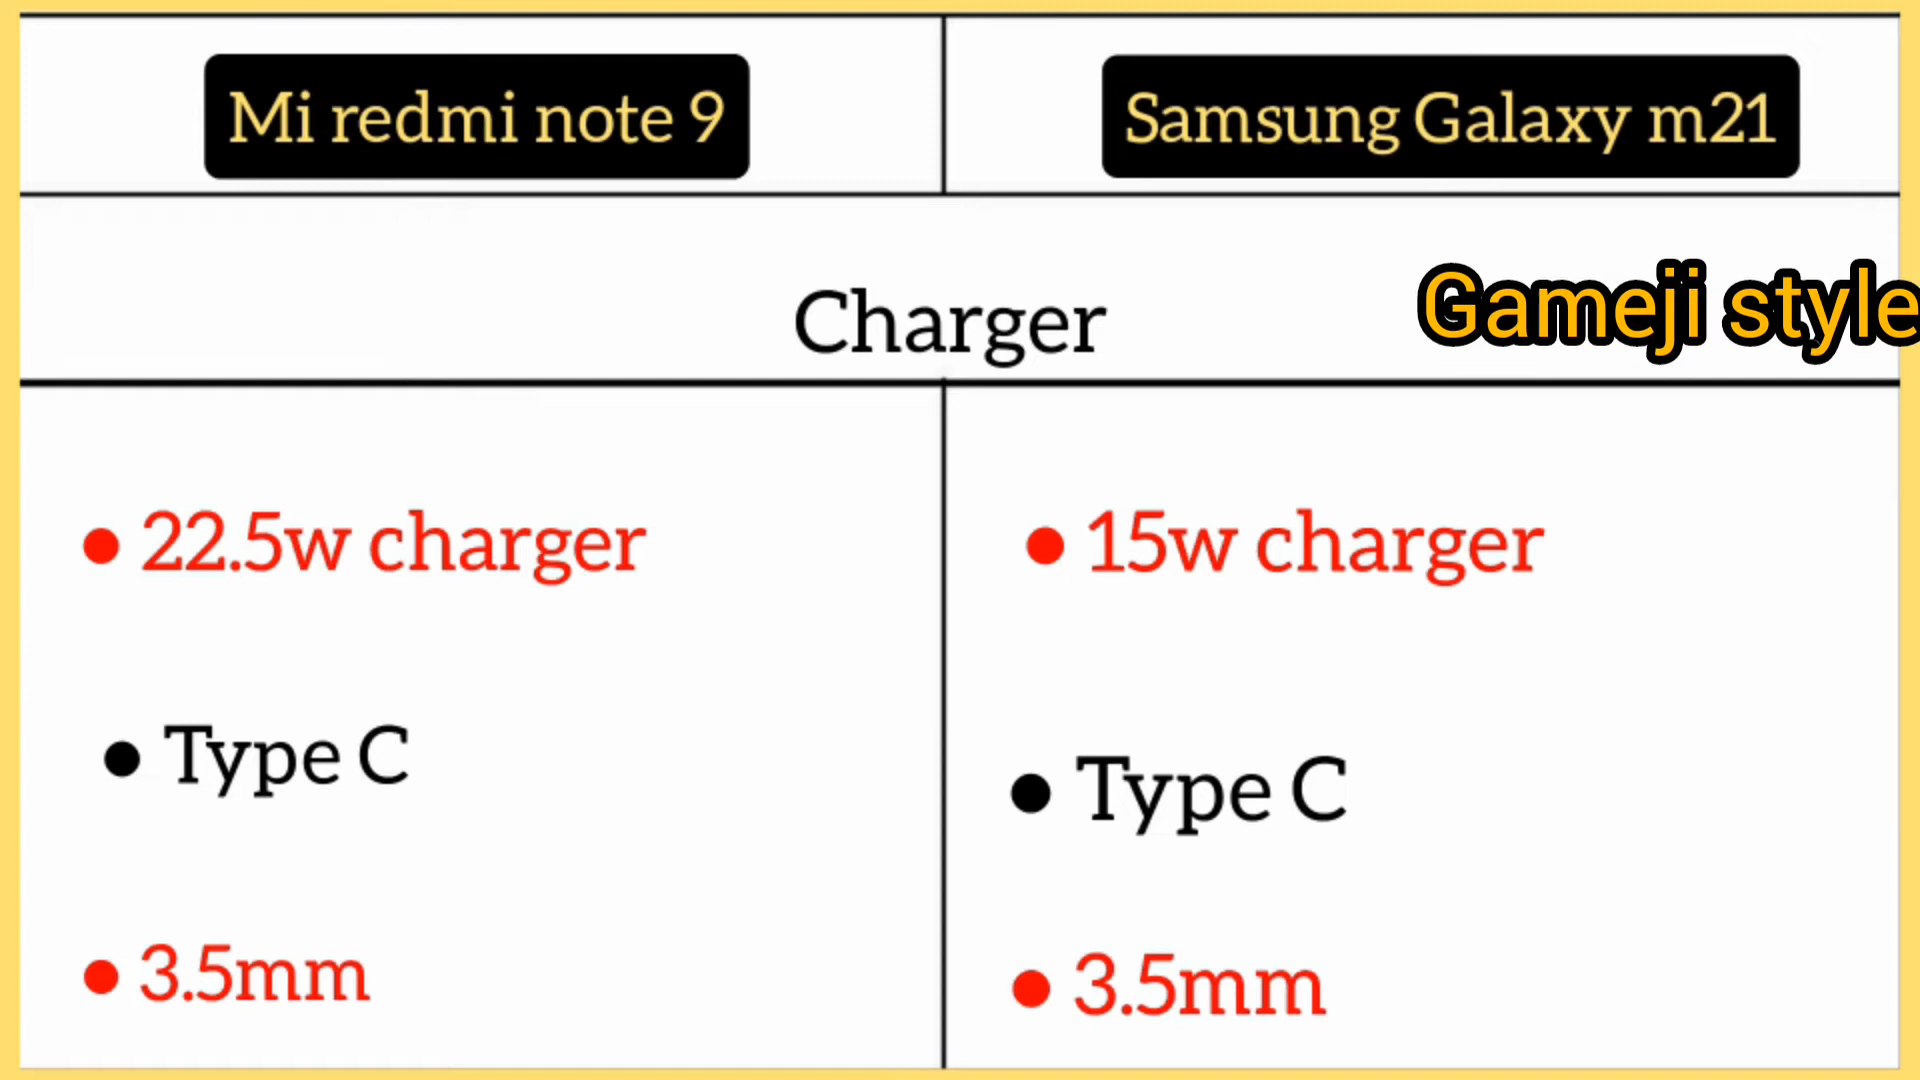 Mi redmi note 9
Samsung Galaxy m21
Charger
Gameji style
• 22.5w charger
• 15w charger
• Type C
• Type C
• 3.5mm
• 3.5mm